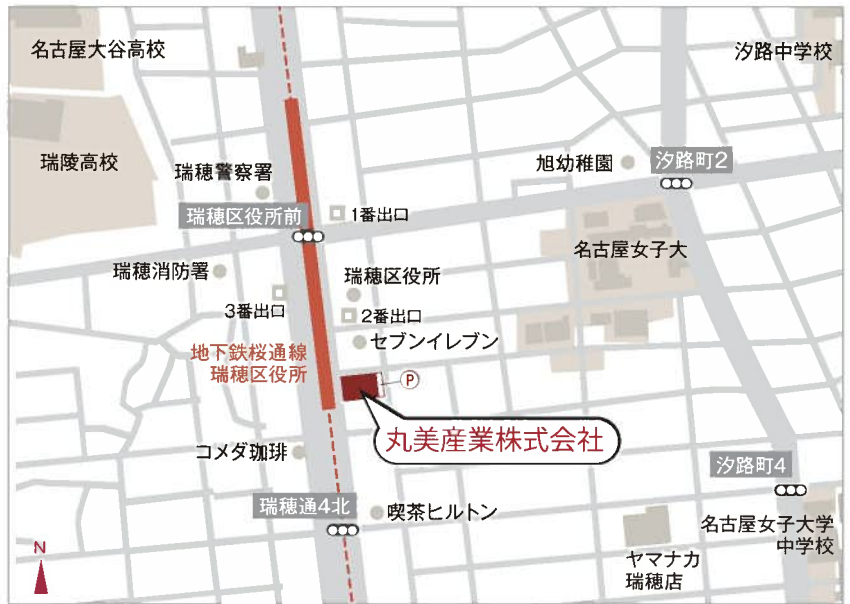 名古屋大谷高校
汐路中学校
瑞陵高校
旭幼稚園
汐路町2
瑞穂警察署
瑞穂区役所前
1番出口
名古屋女子大
瑞穂消防署
瑞穂区役所
3番出口
2番出口
セブンイレブン
地下鉄桜通線
瑞穂区役所
P
丸美産業株式会社
コメダ珈琲
汐路町4
瑞穂通4北
喫茶ヒルトン
名古屋女子大学
中学校
ヤマナカ
瑞穂店
N